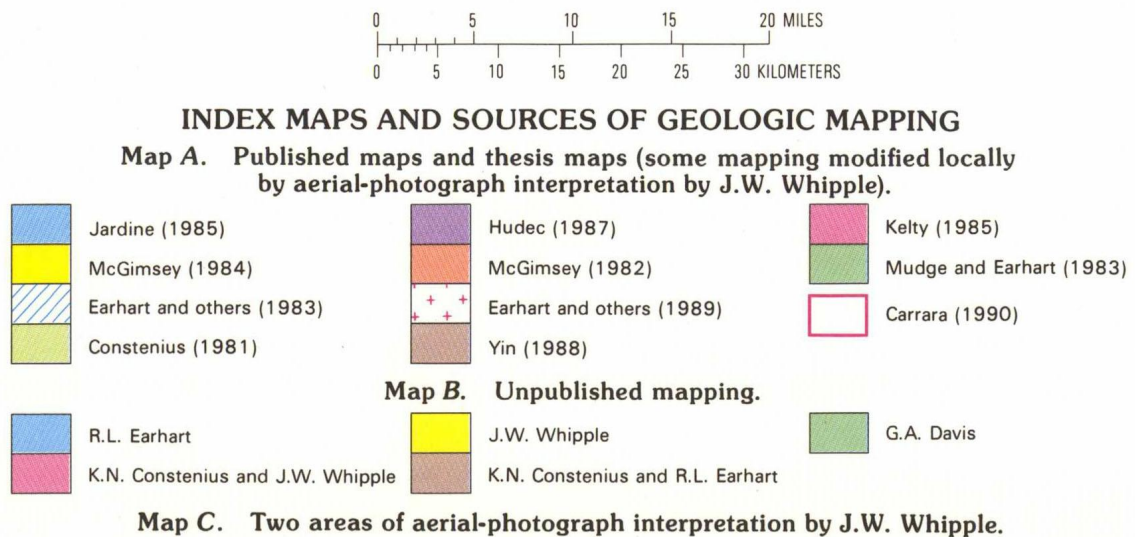 0 5 10 15 20 MILES
0 5 10 15 20 25 30 KILOMETERS
INDEX MAPS AND SOURCES OF GEOLOGIC MAPPING
Map A. Published maps and thesis maps (some mapping modified locally
by aerial-photograph interpretation by J.W. Whipple).
Jardine (1985)
McGimsey (1984)
Earhart and others (1983)
Constenius (1981)
Hudec (1987)
McGimsey (1982)
Earhart and others (1989)
Yin (1988)
Kelty (1985)
Mudge and Earhart (1983)
Carrara (1990)
Map B. Unpublished mapping.
R.L. Earhart
K.N. Constenius and J.W. Whipple
J.W. Whipple
K.N. Constenius and R.L. Earhart
G.A. Davis
Map C. Two areas of aerial-photograph interpretation by J.W. Whipple.